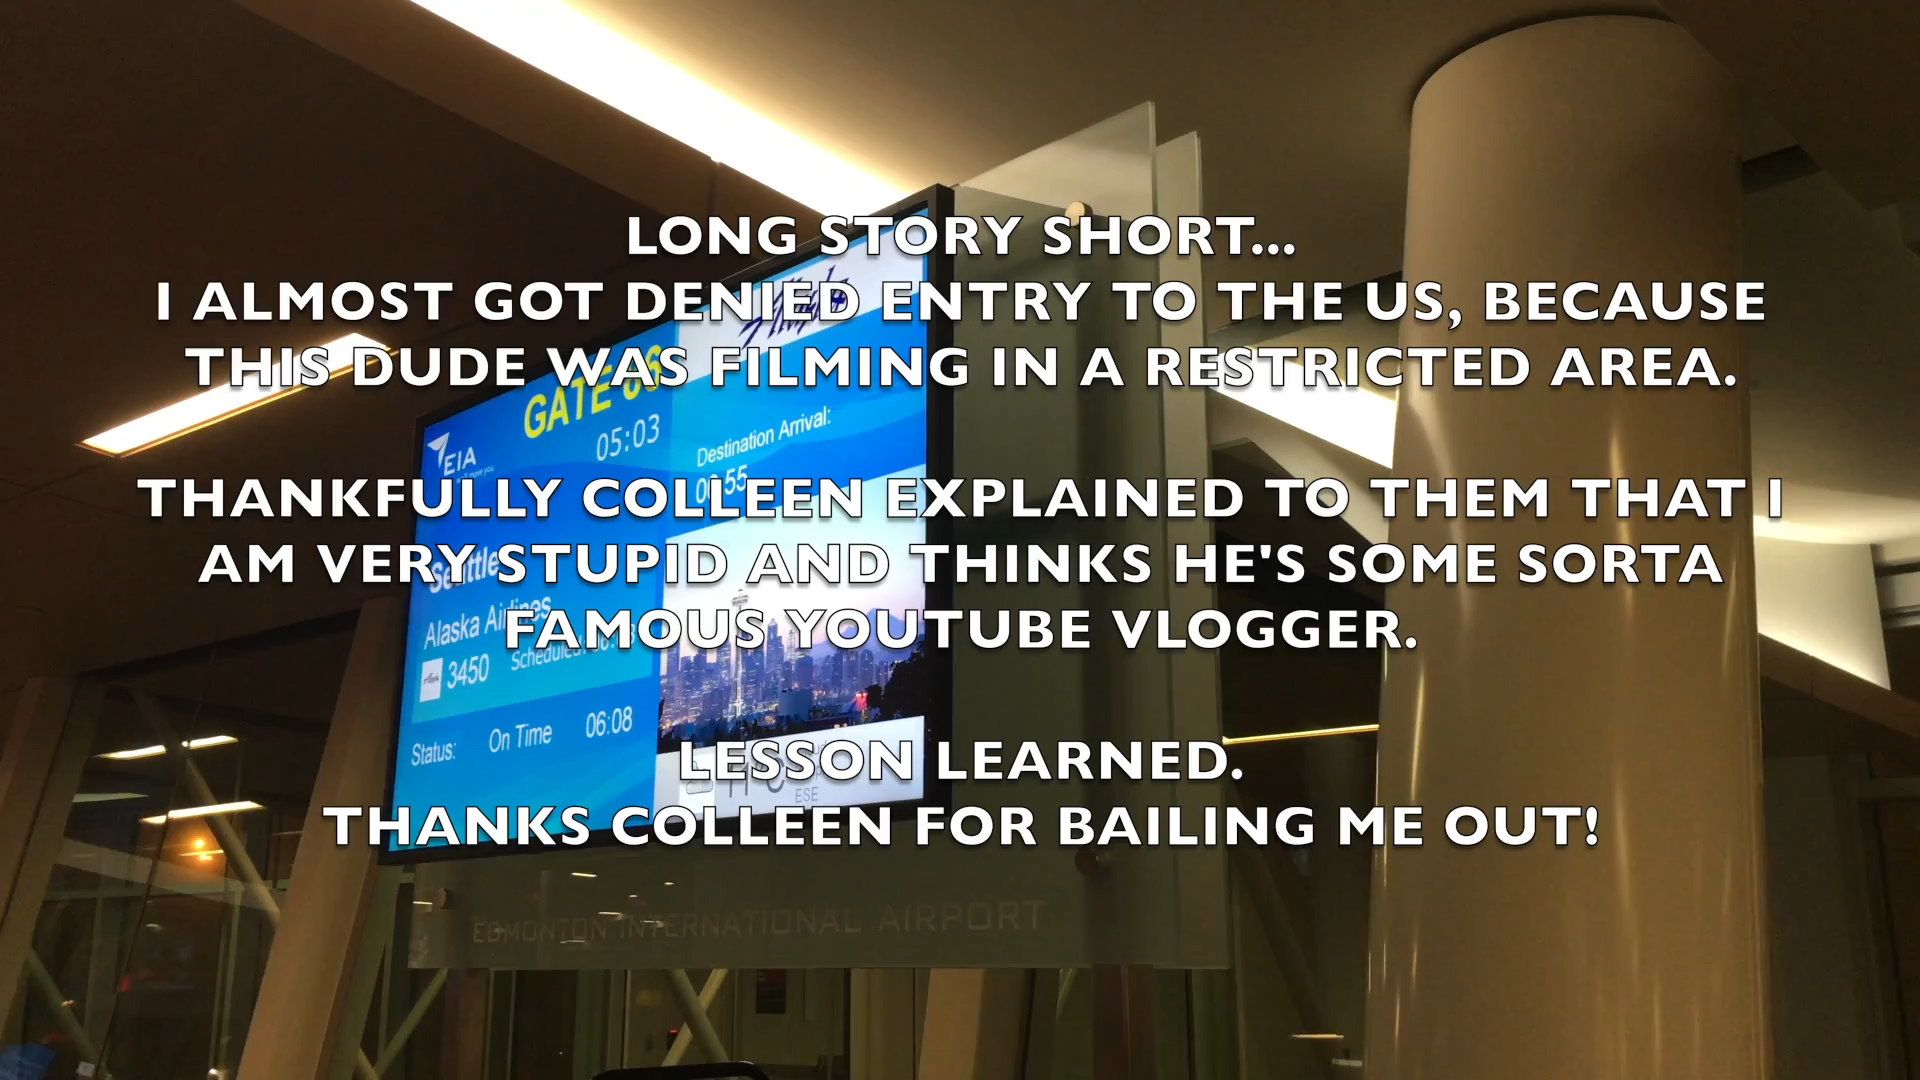 LONG STORY SHORT...
I ALMOST GOT DENIED ENTRY TO THE US, BECAUSE
THIS DUDE WAS FILMING IN A RESTRICTED AREA.
THANKFULLY COLLEEN EXPLAINED TO THEM THAT I
AM VERY STUPID AND THINKS HE'S SOME SORTA
FAMOUS YOUTUBE VLOGGER.
LESSON LEARNED.
THANKS COLLEEN FOR BAILING ME OUT!
Alaska
GATE
05:03
EIA
Destination Arrival:
Seattle
Alaska Airlines
3450 Scheduled:
Status: On Time 06:08
ESE
EDMONTON INTERNATIONAL AIRPORT